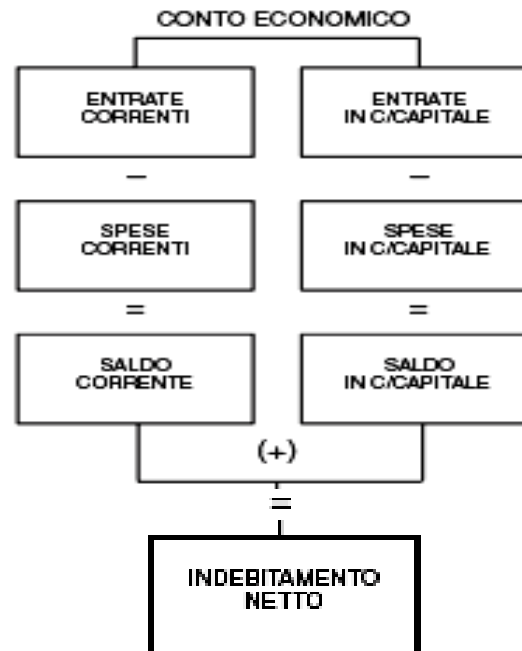 CONTO ECONOMICO
ENTRATE
CORRENTI
ENTRATE
IN C/CAPITALE
–
–
SPESE
CORRENTI
SPESE
IN C/CAPITALE
=
=
SALDO
CORRENTE
SALDO
IN C/CAPITALE
(+)
=
INDEBITAMENTO
NETTO